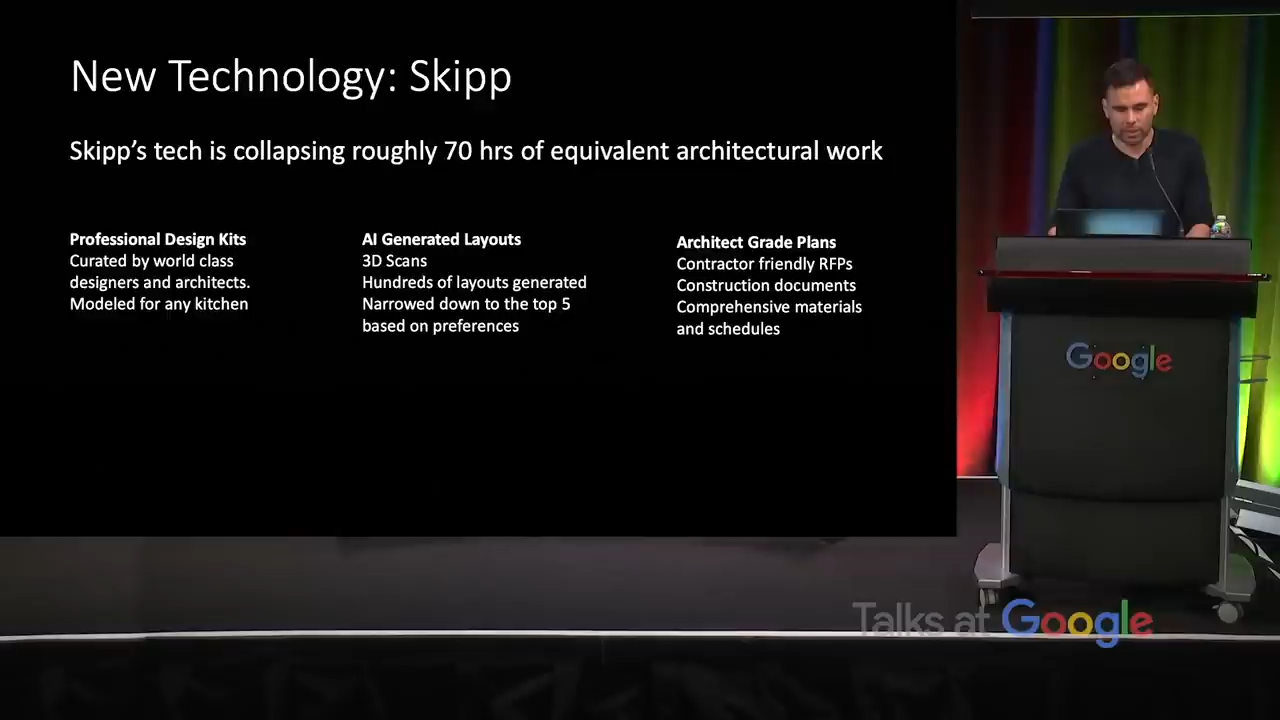 New Technology: Skipp
Skipp’s tech is collapsing roughly 70 hrs of equivalent architectural work
Professional Design Kits
Curated by world class
designers and architects.
Modeled for any kitchen
AI Generated Layouts
3D Scans
Hundreds of layouts generated
Narrowed down to the top 5
based on preferences
Architect Grade Plans
Contractor friendly RFPs
Construction documents
Comprehensive materials
and schedules
Google
Talks at Google